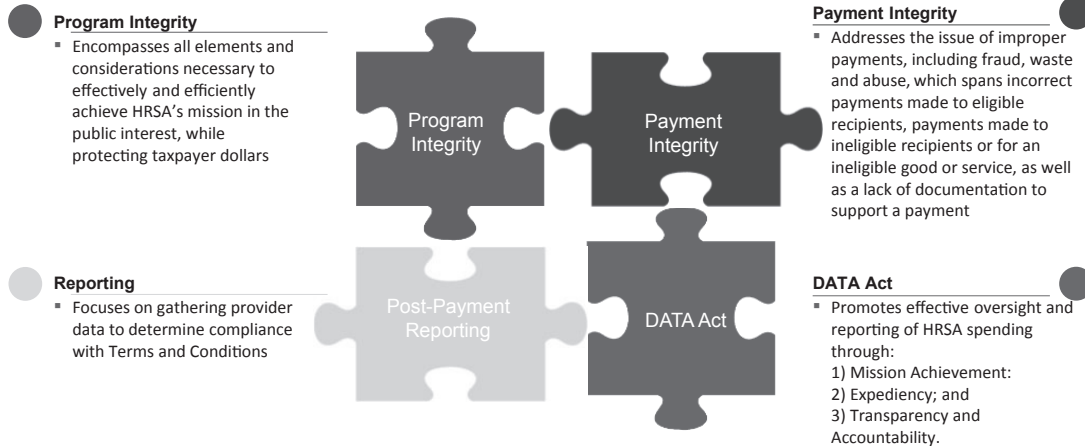 Program Integrity
▪ Encompasses all elements and
considerations necessary to
effectively and efficiently
achieve HRSA's mission in the
public interest, while
protecting taxpayer dollars
Program
Integrity
Payment
Integrity
Payment Integrity
▪ Addresses the issue of improper
payments, including fraud, waste
and abuse, which spans incorrect
payments made to eligible
recipients, payments made to
ineligible recipients or for an
ineligible good or service, as well
as a lack of documentation to
support a payment
Reporting
▪ Focuses on gathering provider
data to determine compliance
with Terms and Conditions
Post-Payment
Reporting
DATA Act
DATA Act
▪ Promotes effective oversight and
reporting of HRSA spending
through:
1) Mission Achievement:
2) Expediency; and
3) Transparency and
Accountability.